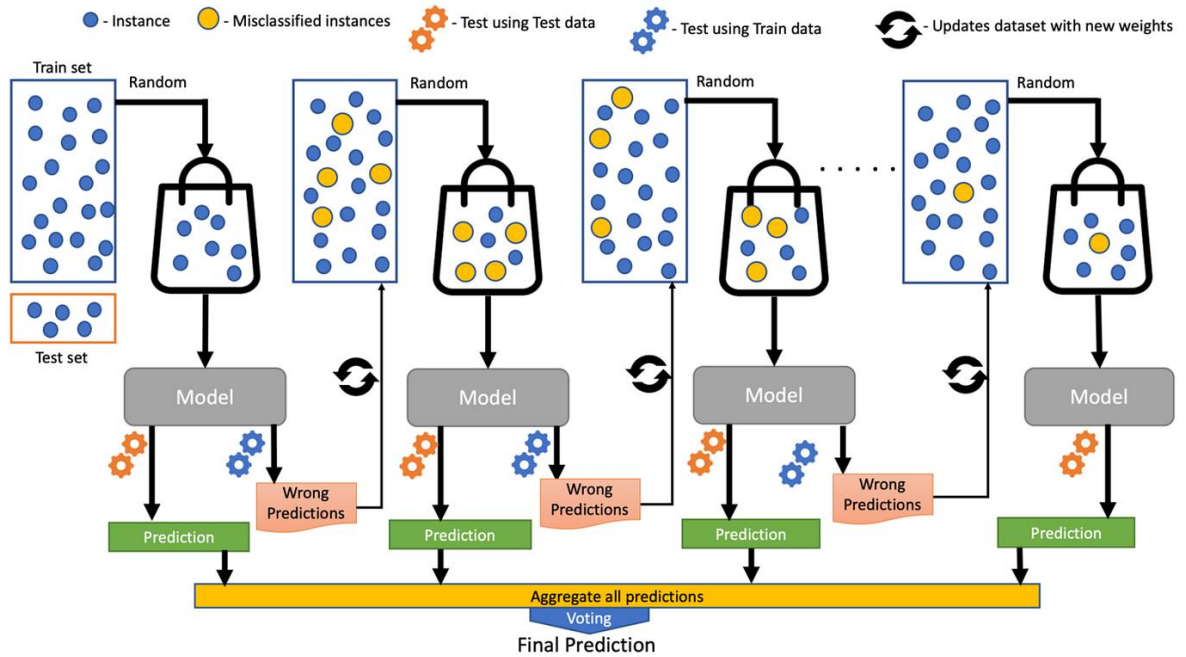 - Instance
- Misclassified instances
- Test using Test data
- Test using Train data
- Updates dataset with new weights
Train set
Random
Random
Random
Random
. . . . . . . .
Test set
Model
Model
Model
Model
Wrong
Predictions
Wrong
Predictions
Wrong
Predictions
Prediction
Prediction
Prediction
Prediction
Aggregate all predictions
Voting
Final Prediction